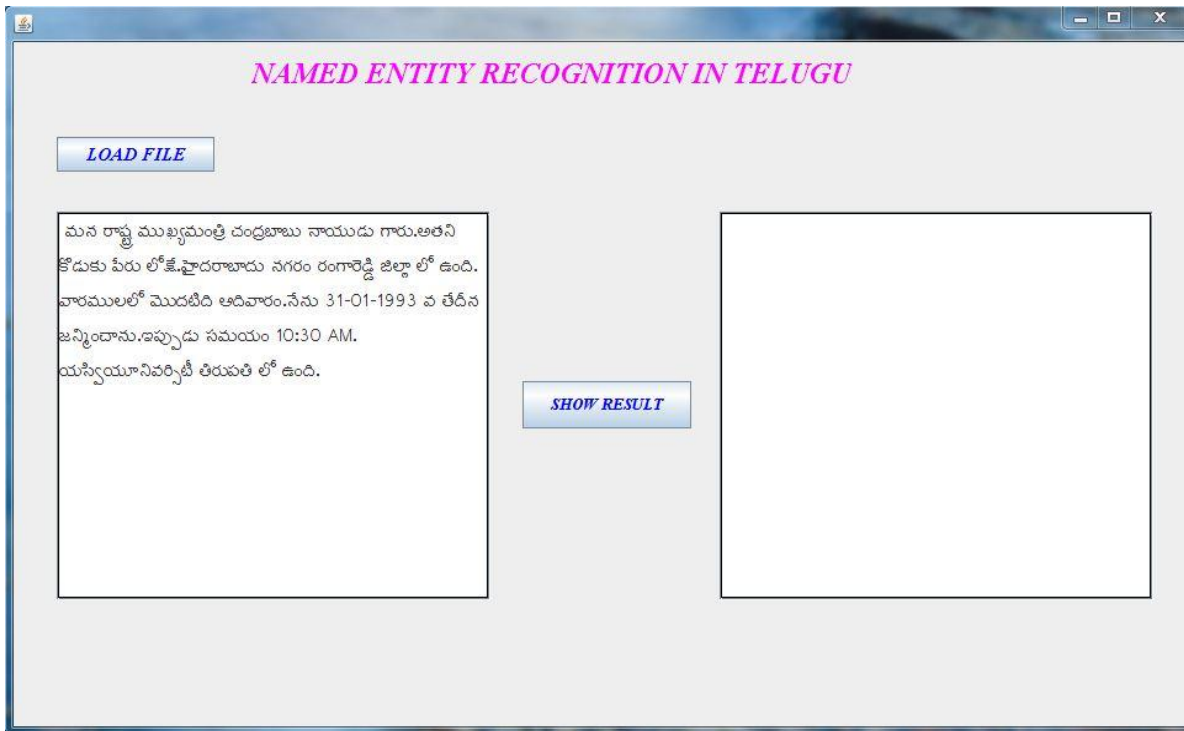 NAMED ENTITY RECOGNITION IN TELUGU
LOAD FILE
మన రాష్ట్ర ముఖ్యమంత్రి చంద్రబాబు నాయుడు గారు.అతని
కొడుకు పేరు లోకేే.హైదరాబాదు నగరం రంగారెడ్డి జిల్లా లో ఉంది.
వారములలో మొదటిది ఆదివారం.నేను 31-01-1993 వ తేదీన
జన్మించాను.ఇప్పుడు సమయం 10:30 AM.
యస్వియూనివర్సిటీ తిరుపతి లో ఉంది.
SHOW RESULT